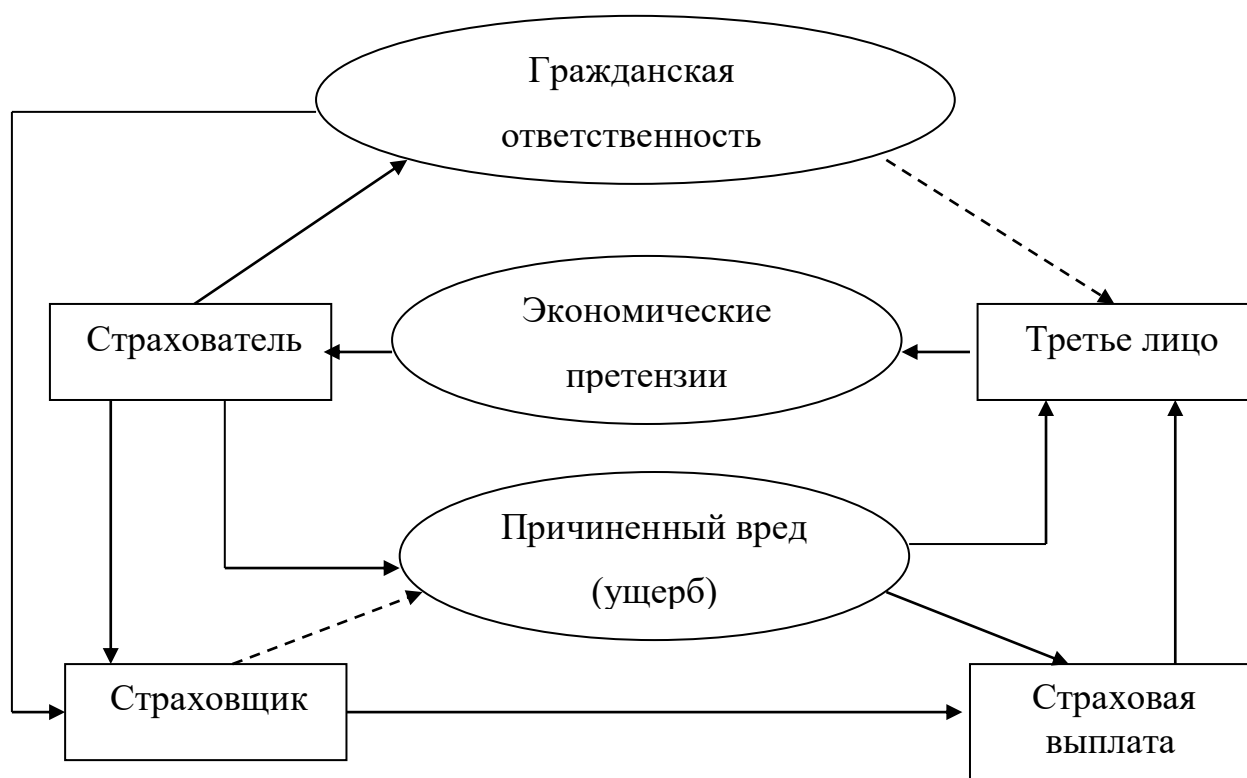 Гражданская
ответственность
Экономические
претензии
Страхователь
Третье лицо
Причиненный вред
(ущерб)
Страховщик
Страховая
выплата